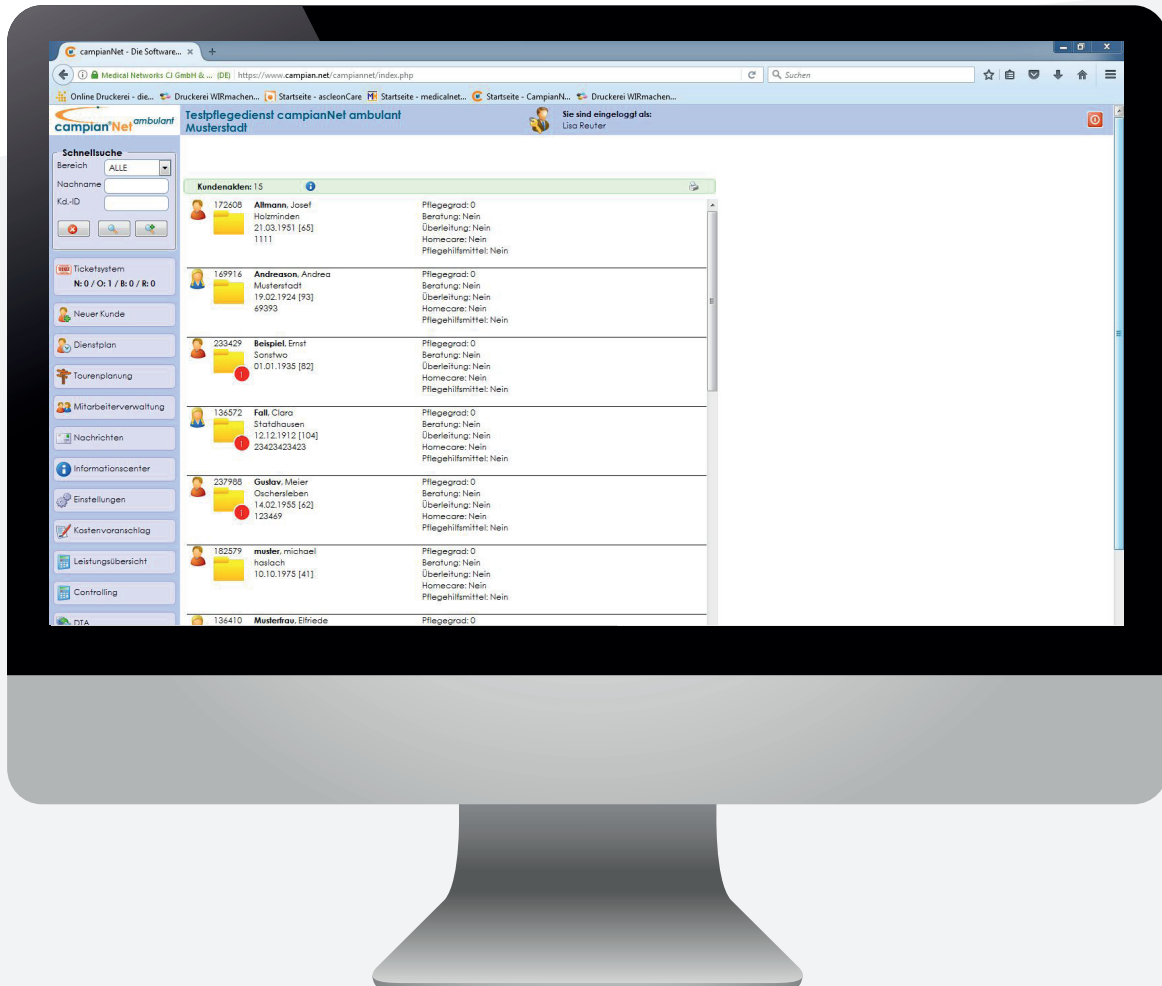 campianNet - Die Software...
Medical Networks CJ GmbH & ... (DE) https://www.campian.net/campiannet/index.php
Suchen
Online Druckerei - die... Druckerei WIRmachen... Startseite - ascleonCare Startseite - medicalnet... Startseite - CampianN... Druckerei WIRmachen...
campian®Net ambulant
Testpflegedienst campianNet ambulant
Musterstadt
Sie sind eingeloggt als:
Lisa Reuter
Schnellsuche
Bereich ALLE
Nachname
Kd.-ID
Ticketsystem
N: 0 / O: 1 / B: 0 / R: 0
Neuer Kunde
Dienstplan
Tourenplanung
Mitarbeiterverwaltung
Nachrichten
Informationscenter
Einstellungen
Kostenvoranschlag
Leistungsübersicht
Controlling
DTA
Kundenakten: 15
172608 Allmann, Josef Pflegegrad: 0
Holzminden Beratung: Nein
21.03.1951 [65] Überleitung: Nein
1111 Homecare: Nein
Pflegehilfsmittel: Nein
169916 Andreason, Andrea Pflegegrad: 0
Musterstadt Beratung: Nein
19.02.1924 [93] Überleitung: Nein
69393 Homecare: Nein
Pflegehilfsmittel: Nein
233429 Beispiel, Ernst Pflegegrad: 0
Sonstwo Beratung: Nein
01.01.1935 [82] Überleitung: Nein
Homecare: Nein
Pflegehilfsmittel: Nein
136572 Fall, Clara Pflegegrad: 0
Statdhausen Beratung: Nein
12.12.1912 [104] Überleitung: Nein
23423423423 Homecare: Nein
Pflegehilfsmittel: Nein
237988 Gustav, Meier Pflegegrad: 0
Oschersleben Beratung: Nein
14.02.1955 [62] Überleitung: Nein
123469 Homecare: Nein
Pflegehilfsmittel: Nein
182579 muster, michael Pflegegrad: 0
haslach Beratung: Nein
10.10.1975 [41] Überleitung: Nein
Homecare: Nein
Pflegehilfsmittel: Nein
136410 Musterfrau, Elfriede Pflegegrad: 0